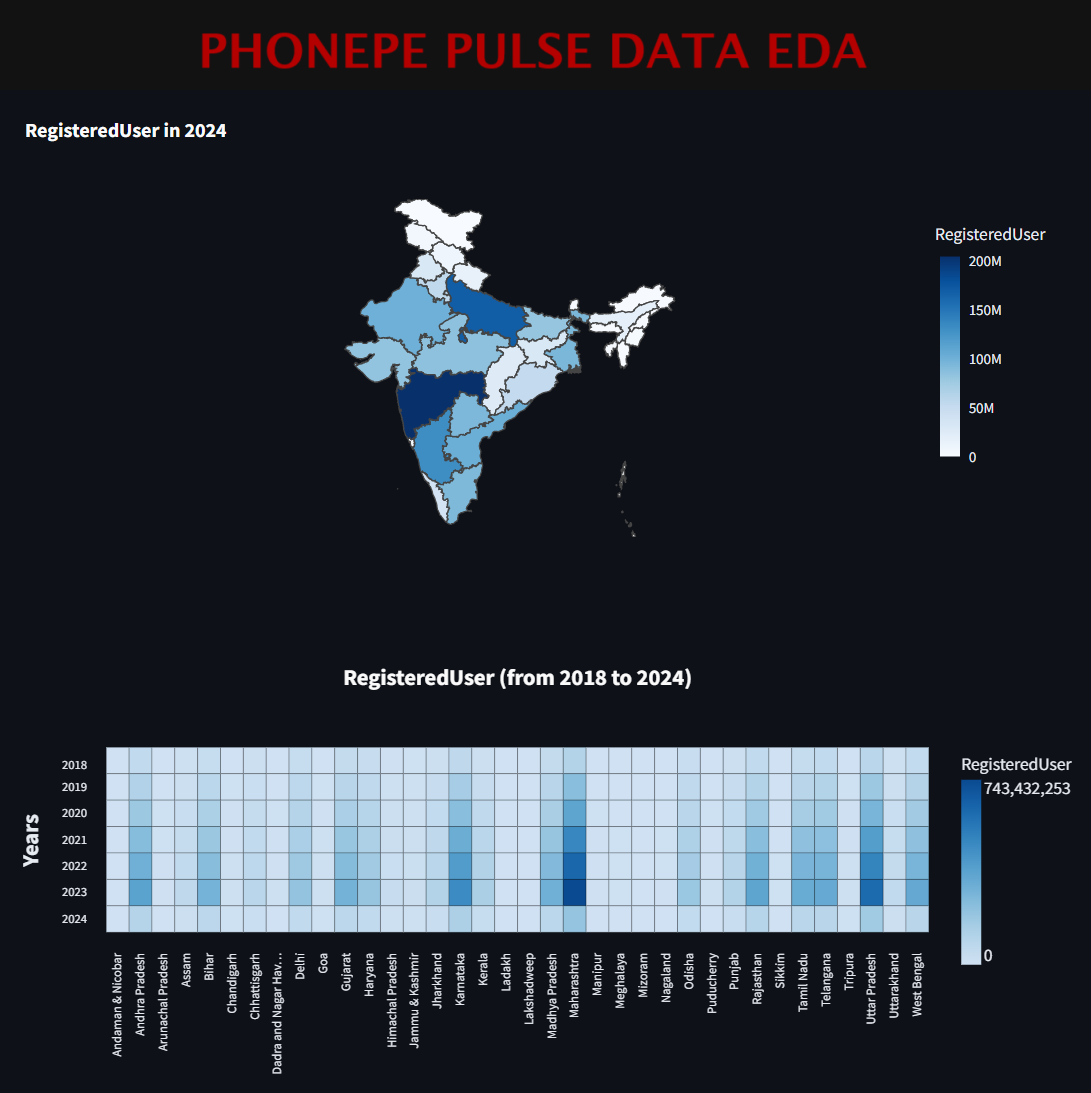 PHONEPE PULSE DATA EDA
RegisteredUser in 2024
RegisteredUser
200M
150M
100M
50M
0
RegisteredUser (from 2018 to 2024)
RegisteredUser
743,432,253
0
Years
2018
2019
2020
2021
2022
2023
2024
Andaman & Nicobar
Andhra Pradesh
Arunachal Pradesh
Assam
Bihar
Chandigarh
Chhattisgarh
Dadra and Nagar Hav...
Delhi
Goa
Gujarat
Haryana
Himachal Pradesh
Jammu & Kashmir
Jharkhand
Karnataka
Kerala
Ladakh
Lakshadweep
Madhya Pradesh
Maharashtra
Manipur
Meghalaya
Mizoram
Nagaland
Odisha
Puducherry
Punjab
Rajasthan
Sikkim
Tamil Nadu
Telangana
Tripura
Uttar Pradesh
Uttarakhand
West Bengal